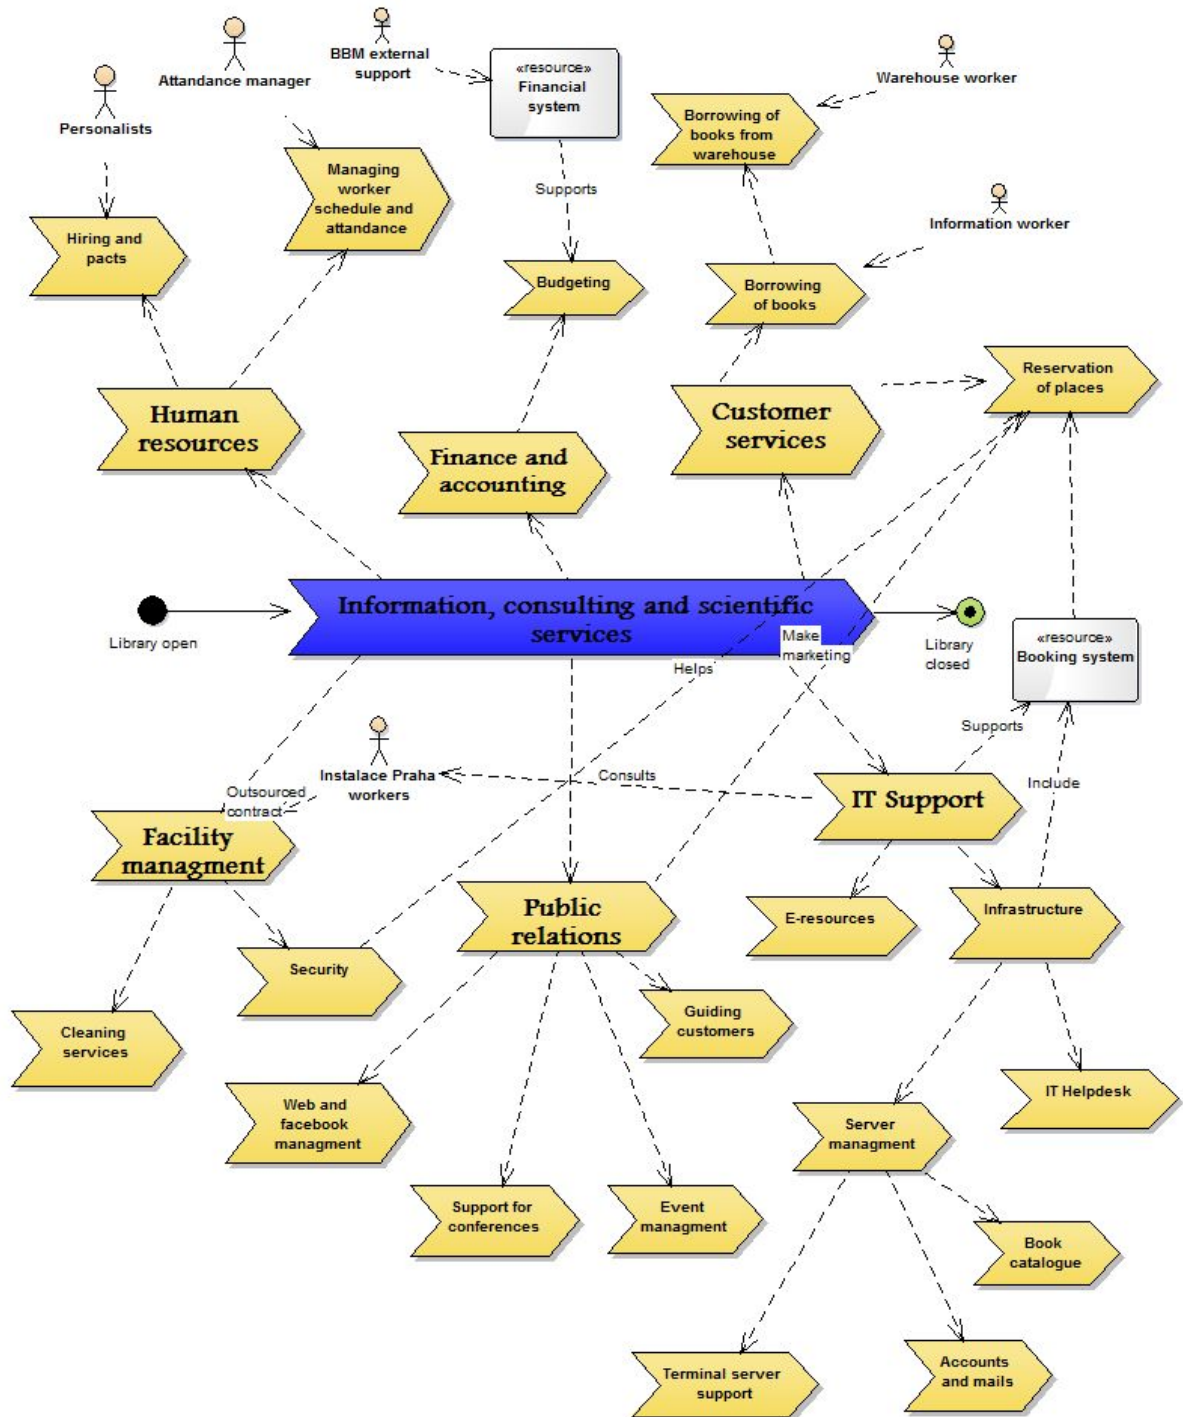 BBM external
support
Attandance manager
Personalists
«resource»
Financial
system
Warehouse worker
Borrowing of
books from
warehouse
Managing
worker
schedule and
attandance
Supports
Information worker
Hiring and
pacts
Budgeting
Borrowing
of books
Reservation
of places
Human
resources
Customer
services
Finance and
accounting
Information, consulting and scientific
services
Library open
Make
marketing
Helps
Library
closed
«resource»
Booking system
Supports
Instalace Praha
workers
Consults
Include
Outsourced
contract
IT Support
Facility
managment
Public
relations
E-resources
Infrastructure
Security
Guiding
customers
Cleaning
services
Web and
facebook
managment
IT Helpdesk
Server
managment
Support for
conferences
Event
managment
Book
catalogue
Terminal server
support
Accounts
and mails